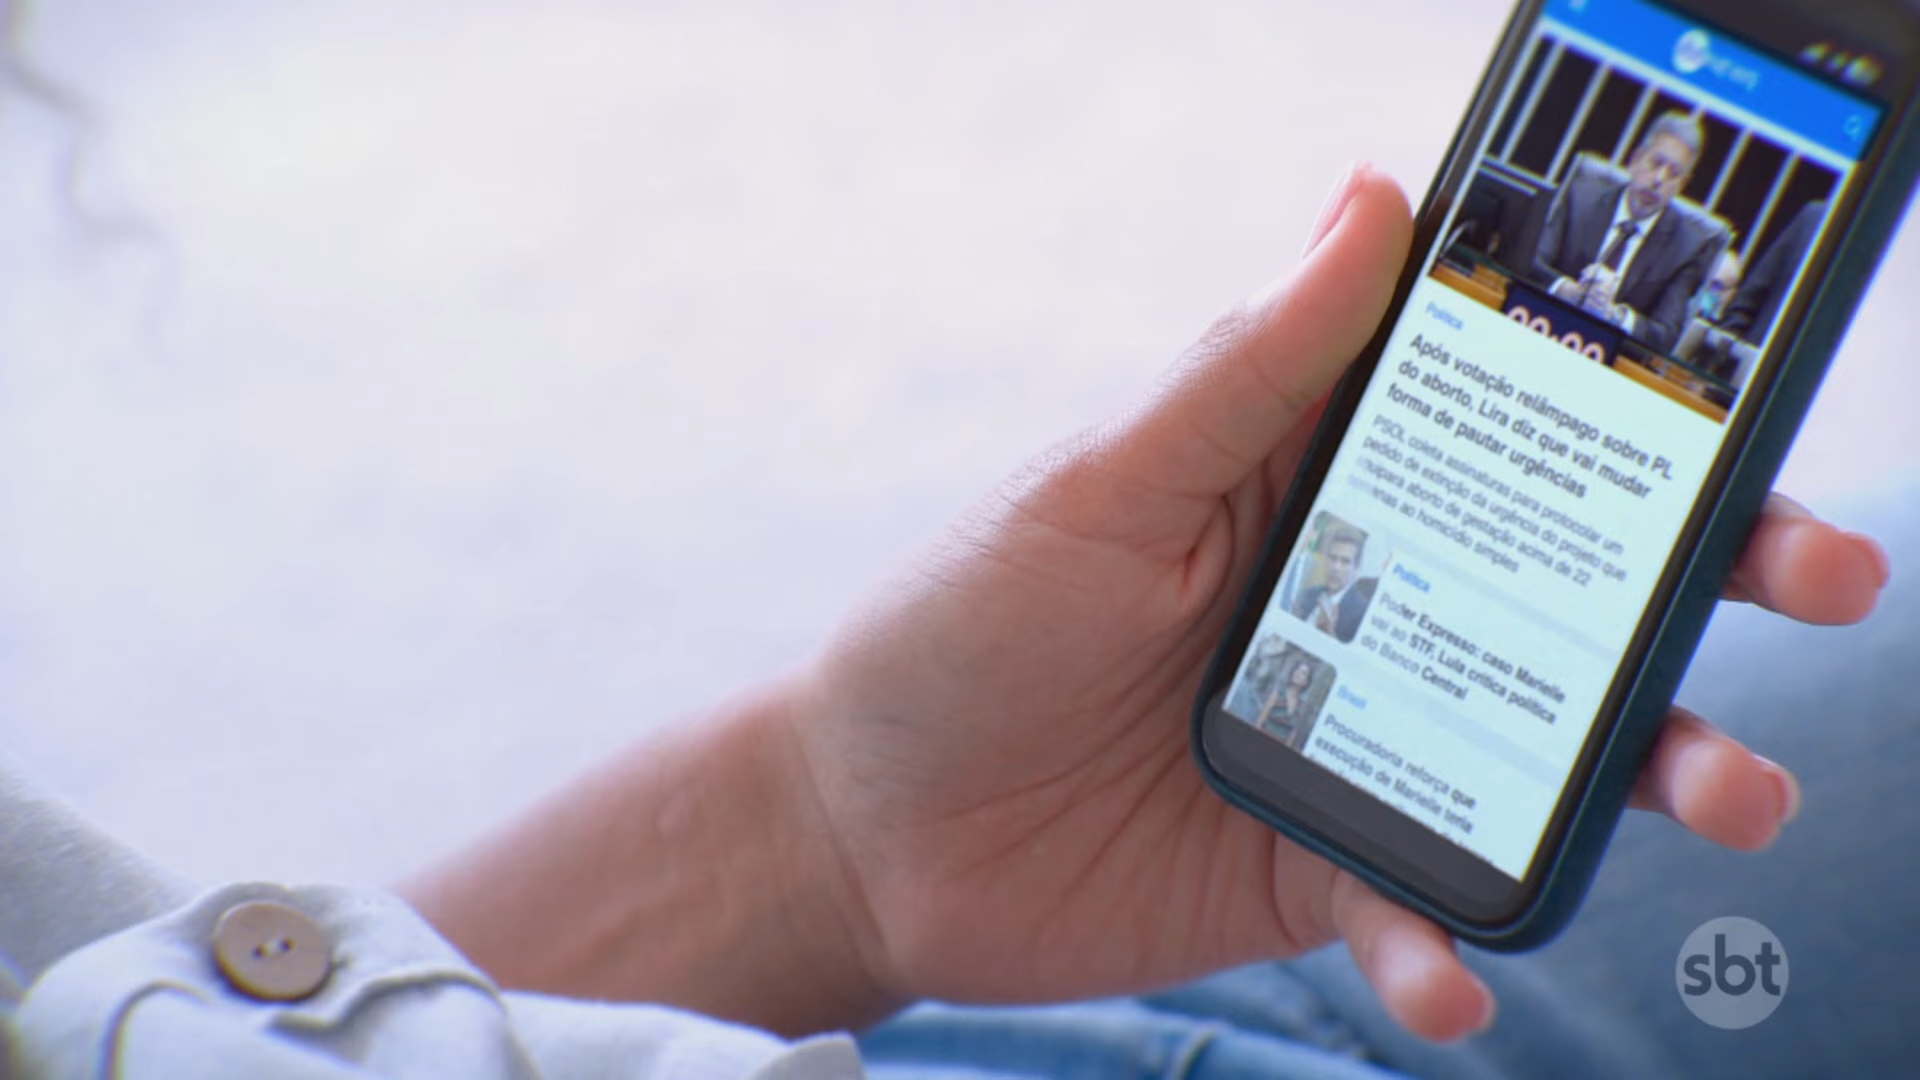 news
Política
Após votação relâmpago sobre PL
do aborto, Lira diz que vai mudar
forma de pautar urgências
PSOL coleta assinaturas para protocolar um
pedido de extinção da urgência do projeto que
aborto de gestação acima de 22
ao homicídio simples
Política
Poder Expresso: caso Marielle
vai ao STF, Lula critica política
do Banco Central
Brasil
Procuradoria reforça que
execução de Marielle teria
00:00
sbt